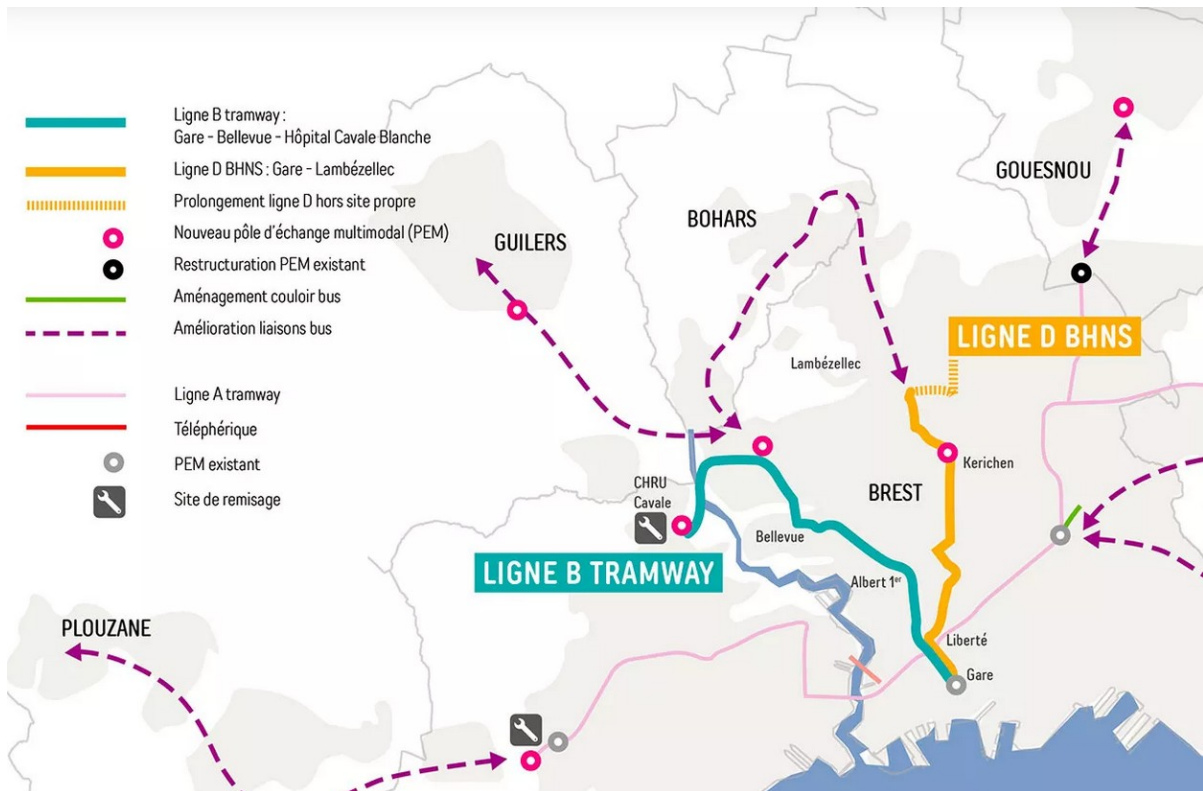 Ligne B tramway :
Gare - Bellevue - Hôpital Cavale Blanche
Ligne D BHNS : Gare - Lambézellec
Prolongement ligne D hors site propre
Nouveau pôle d'échange multimodal (PEM)
Restructuration PEM existant
Aménagement couloir bus
Amélioration liaisons bus
Ligne A tramway
Téléphérique
PEM existant
Site de remisage
GOUESNOU
BOHARS
GUILERS
LIGNE D BHNS
Lambézellec
Kerichen
BREST
CHRU
Cavale
Bellevue
LIGNE B TRAMWAY
Albert 1er
PLOUZANE
Liberté
Gare